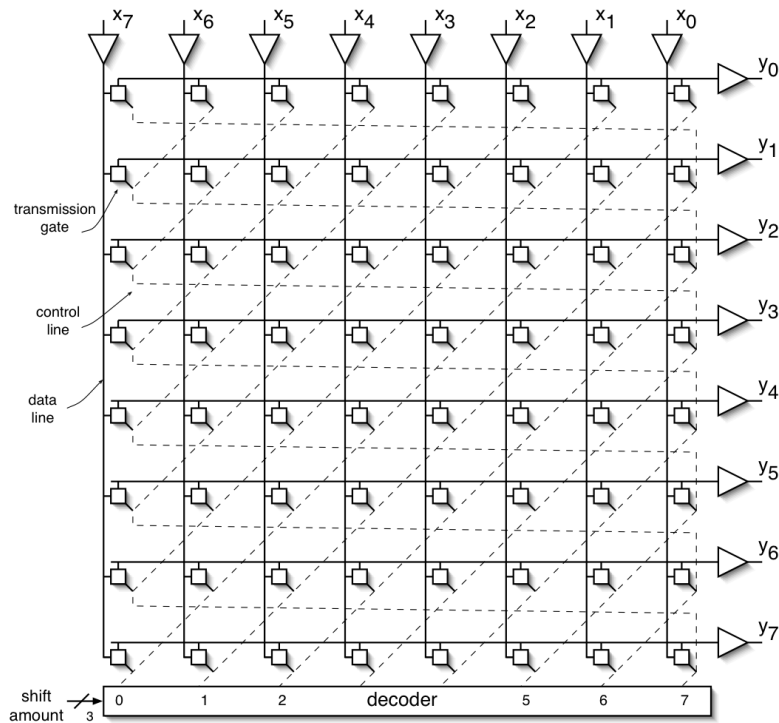 x7 x6 x5 x4 x3 x2 x1 x0
y0
y1
transmission
gate
y2
control
line
y3
data
line
y4
y5
y6
y7
shift
amount
3
0 1 2 decoder 5 6 7